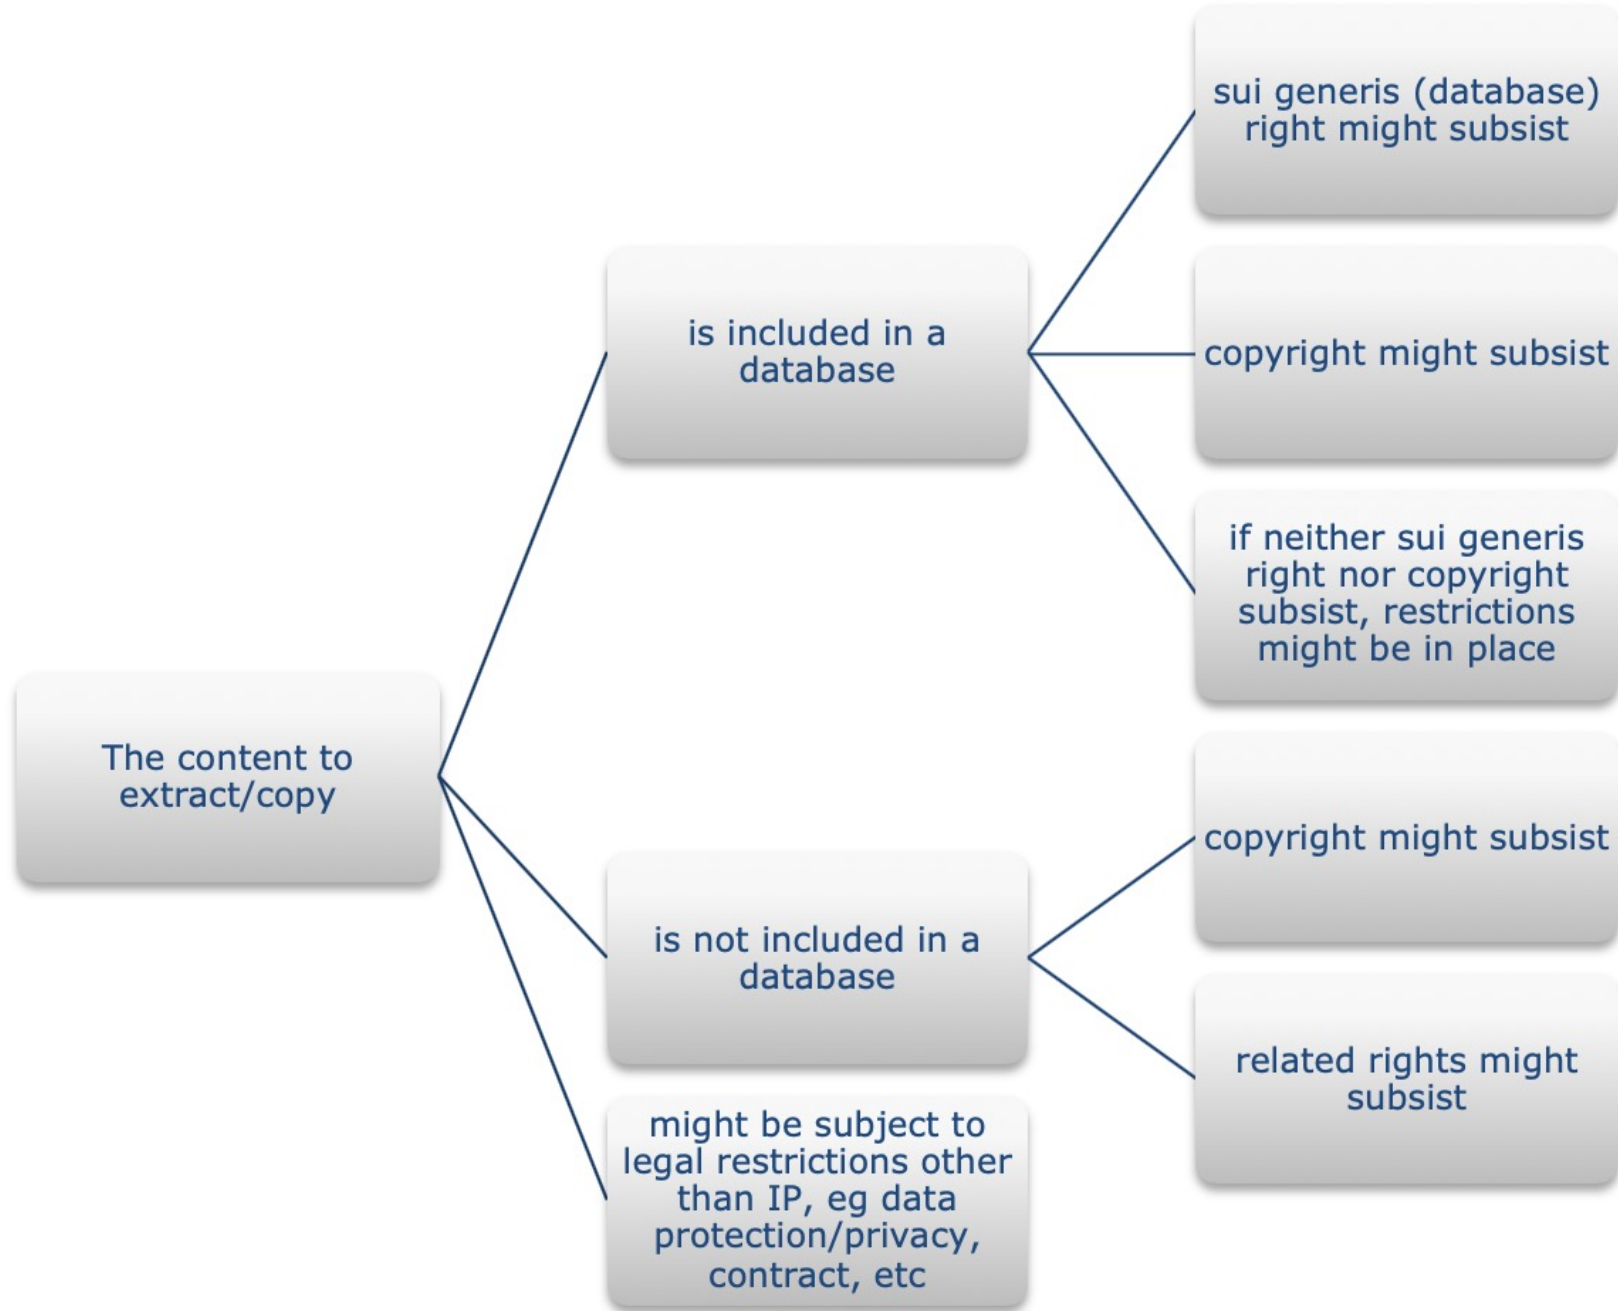 The content to
extract/copy
is included in a
database
sui generis (database)
right might subsist
copyright might subsist
if neither sui generis
right nor copyright
subsist, restrictions
might be in place
is not included in a
database
copyright might subsist
related rights might
subsist
might be subject to
legal restrictions other
than IP, eg data
protection/privacy,
contract, etc